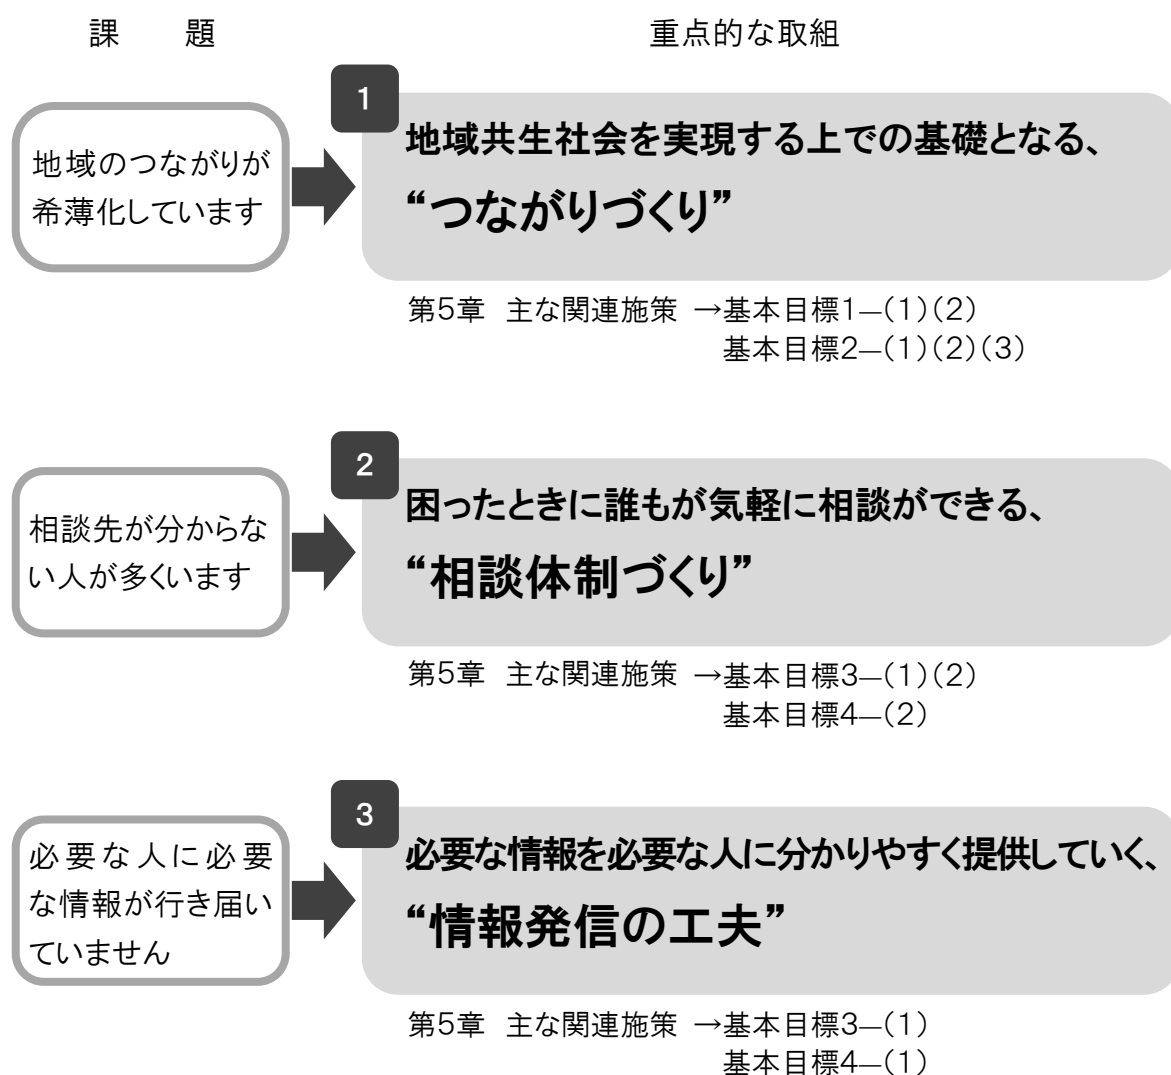 課　題
重点的な取組
地域のつながりが
希薄化しています
1
地域共生社会を実現する上での基礎となる、
“つながりづくり”
第5章 主な関連施策 →基本目標1―(1)(2)
基本目標2―(1)(2)(3)
相談先が分からな
い人が多くいます
2
困ったときに誰もが気軽に相談ができる、
“相談体制づくり”
第5章 主な関連施策 →基本目標3―(1)(2)
基本目標4―(2)
必要な人に必要
な情報が行き届い
ていません
3
必要な情報を必要な人に分かりやすく提供していく、
“情報発信の工夫”
第5章 主な関連施策 →基本目標3―(1)
基本目標4―(1)